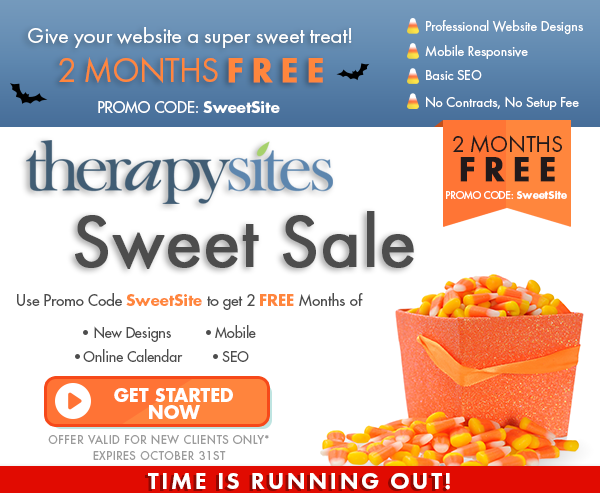 Give your website a super sweet treat!
2 MONTHS FREE
PROMO CODE: SweetSite
Professional Website Designs
Mobile Responsive
Basic SEO
No Contracts, No Setup Fee
2 MONTHS
FREE
PROMO CODE: SweetSite
therapysites
Sweet Sale
Use Promo Code SweetSite to get 2 FREE Months of
• New Designs
• Mobile
• Online Calendar
• SEO
GET STARTED
NOW
OFFER VALID FOR NEW CLIENTS ONLY*
EXPIRES OCTOBER 31ST
TIME IS RUNNING OUT!